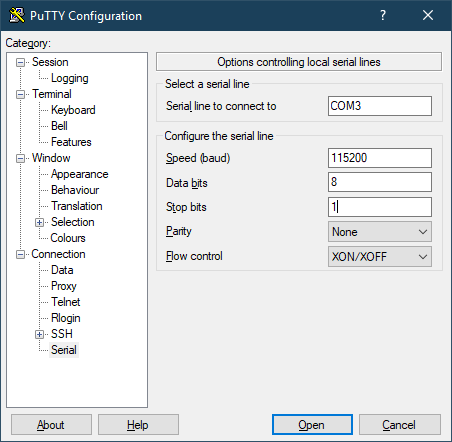 PuTTY Configuration
?
Category:
Session
Logging
Terminal
Keyboard
Bell
Features
Window
Appearance
Behaviour
Translation
Selection
Colours
Connection
Data
Proxy
Telnet
Rlogin
SSH
Serial
Options controlling local serial lines
Select a serial line
Serial line to connect to COM3
Configure the serial line
Speed (baud) 115200
Data bits 8
Stop bits 1
Parity None
Flow control XON/XOFF
About Help Open Cancel